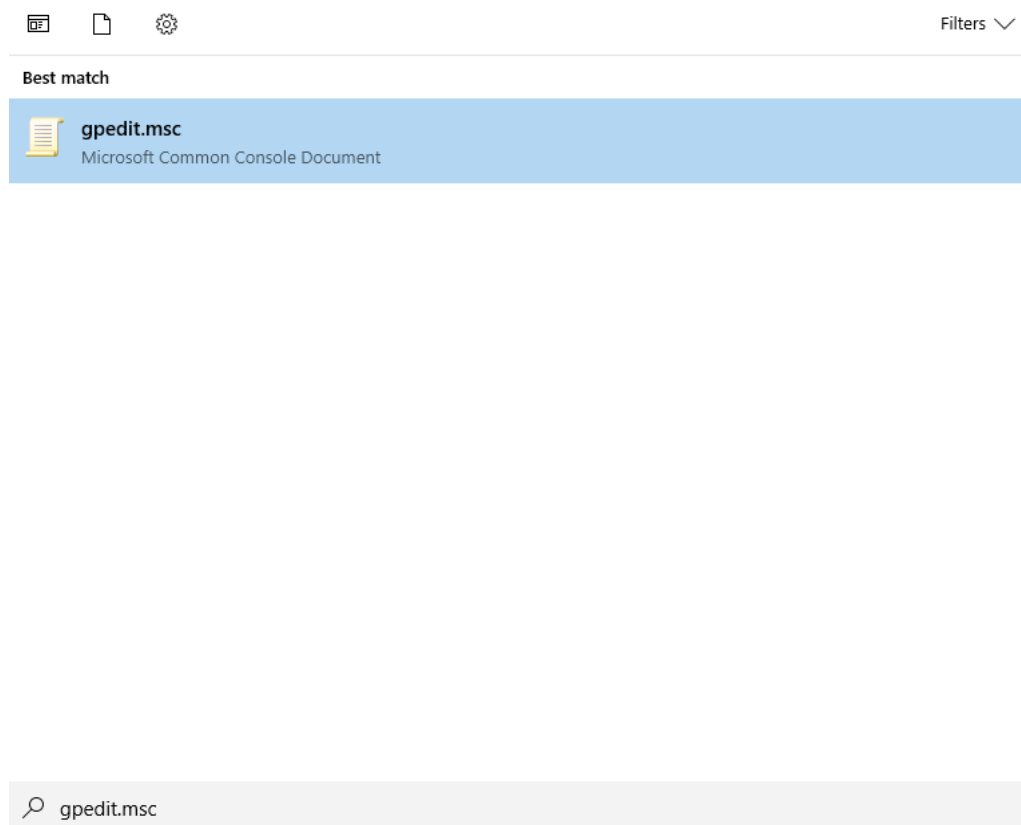 Filters
Best match
gpedit.msc
Microsoft Common Console Document
gpedit.msc